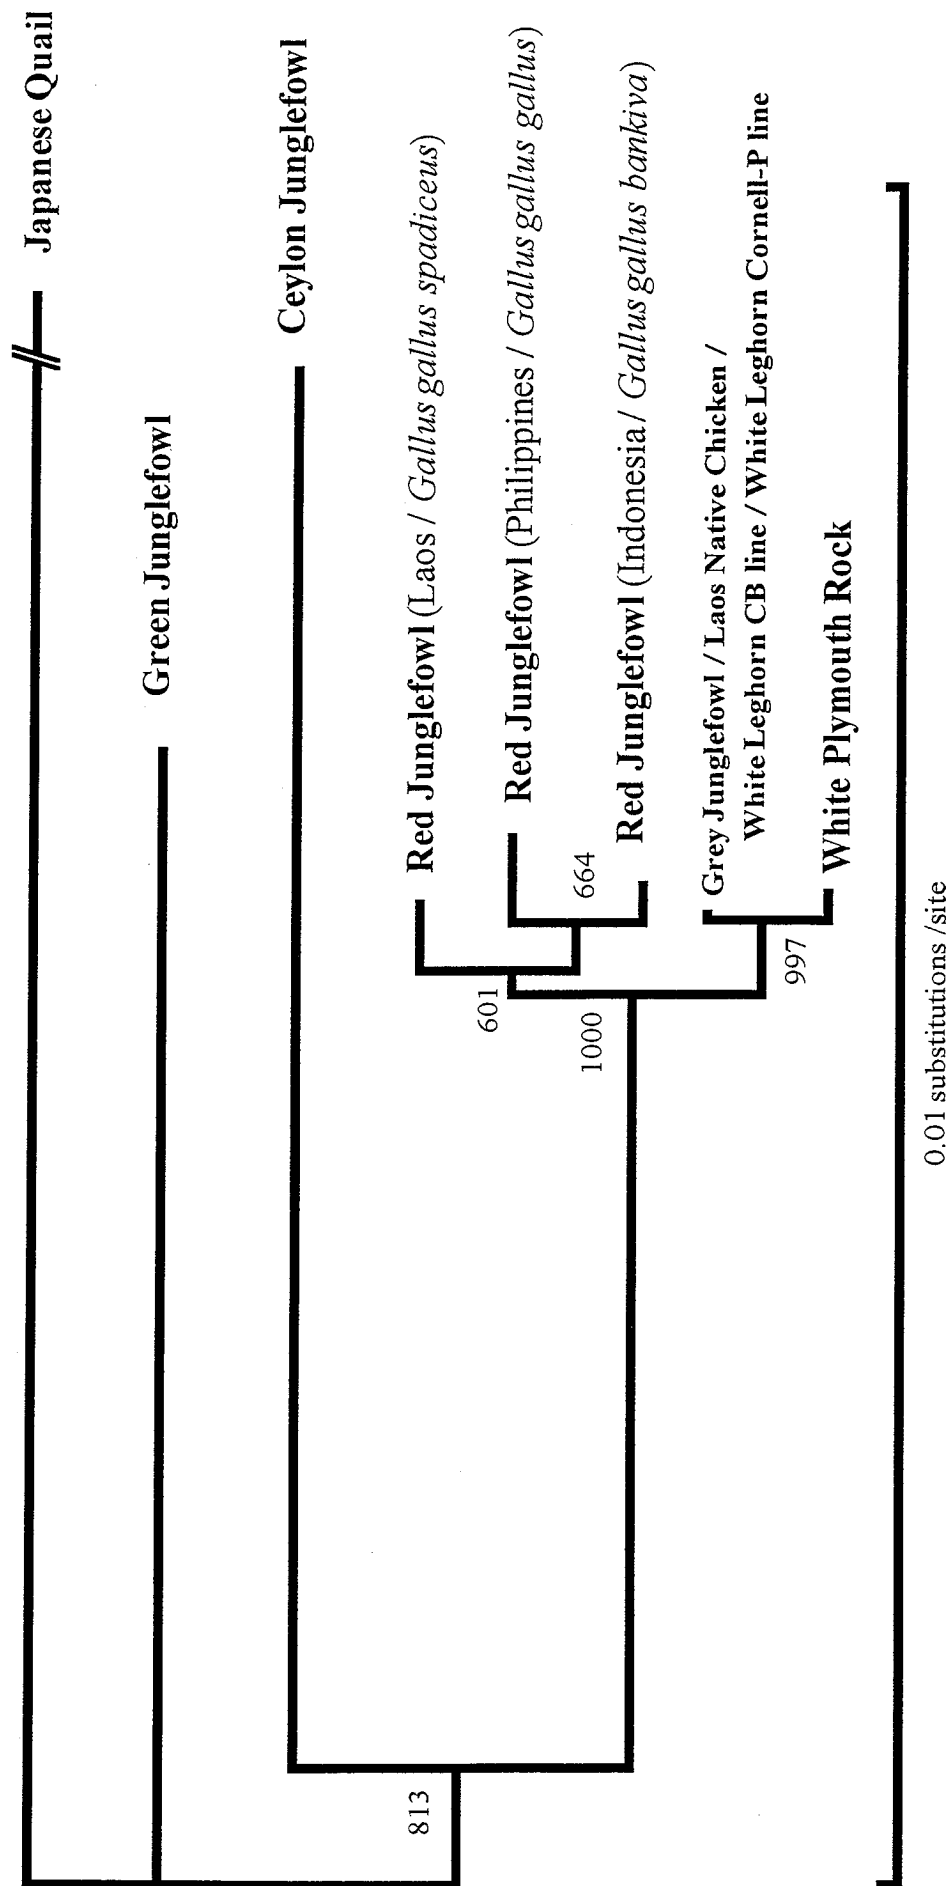 Japanese Quail
Green Junglefowl
Ceylon Junglefowl
Red Junglefowl (Laos / Gallus gallus spadiceus)
Red Junglefowl (Philippines / Gallus gallus gallus)
Red Junglefowl (Indonesia / Gallus gallus bankiva)
Grey Junglefowl / Laos Native Chicken /
White Leghorn CB line / White Leghorn Cornell-P line
White Plymouth Rock
813
601
1000
664
997
0.01 substitutions /site